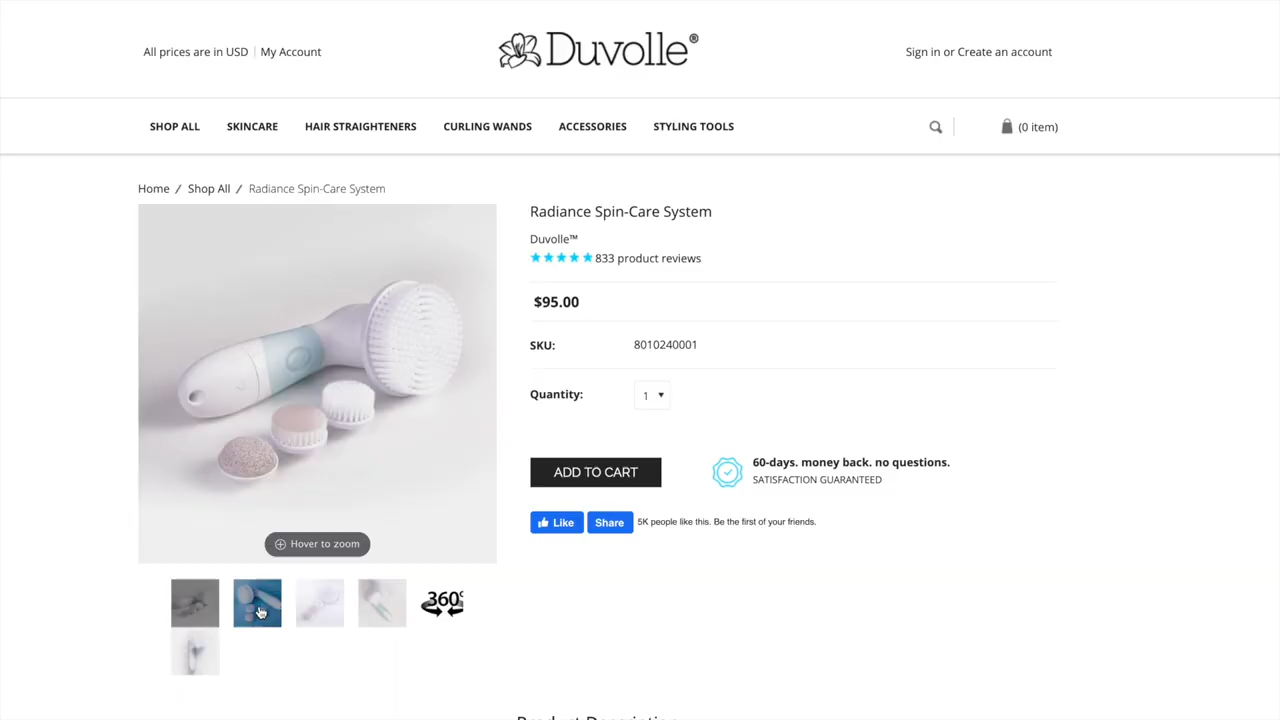 All prices are in USD My Account
Duvolle®
Sign in or Create an account
SHOP ALL SKINCARE HAIR STRAIGHTENERS CURLING WANDS ACCESSORIES STYLING TOOLS
(0 item)
Home / Shop All / Radiance Spin-Care System
Radiance Spin-Care System
Duvolle™
833 product reviews
$95.00
SKU: 8010240001
Quantity: 1
ADD TO CART
60-days. money back. no questions.
SATISFACTION GUARANTEED
Like Share 5K people like this. Be the first of your friends.
Hover to zoom
360°
Product Description